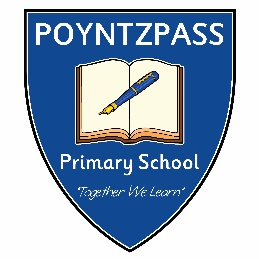 POYNTZPASS
Primary School
"Together We Learn"